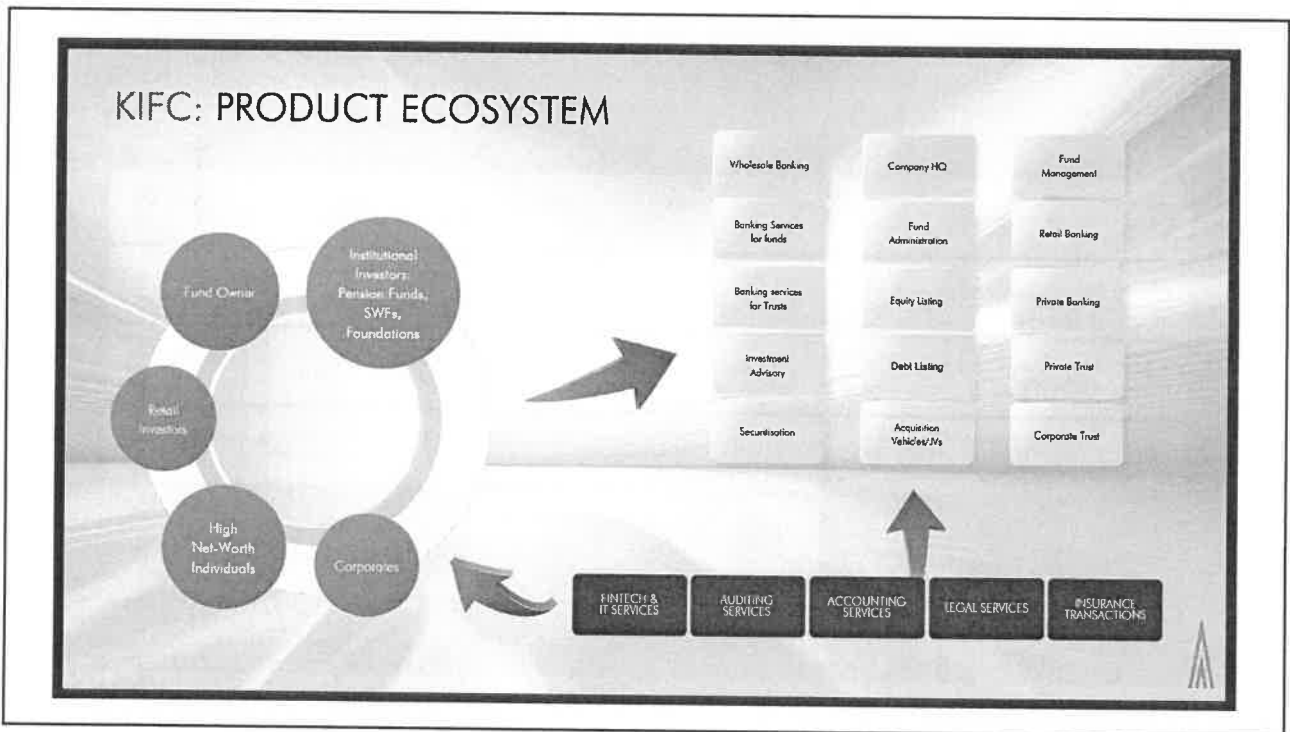 KIFC: PRODUCT ECOSYSTEM
Fund Owner
Institutional
Investors:
Pension Funds,
SWFs,
Foundations
Retail
Investors
High
Net-Worth
Individuals
Corporates
Wholesale Banking
Company HQ
Fund
Management
Banking Services
for funds
Fund
Administration
Retail Banking
Banking services
for Trusts
Equity Listing
Private Banking
Investment
Advisory
Debt Listing
Private Trust
Securitisation
Acquisition
Vehicles/JVs
Corporate Trust
FINTECH &
IT SERVICES
AUDITING
SERVICES
ACCOUNTING
SERVICES
LEGAL SERVICES
INSURANCE
TRANSACTIONS